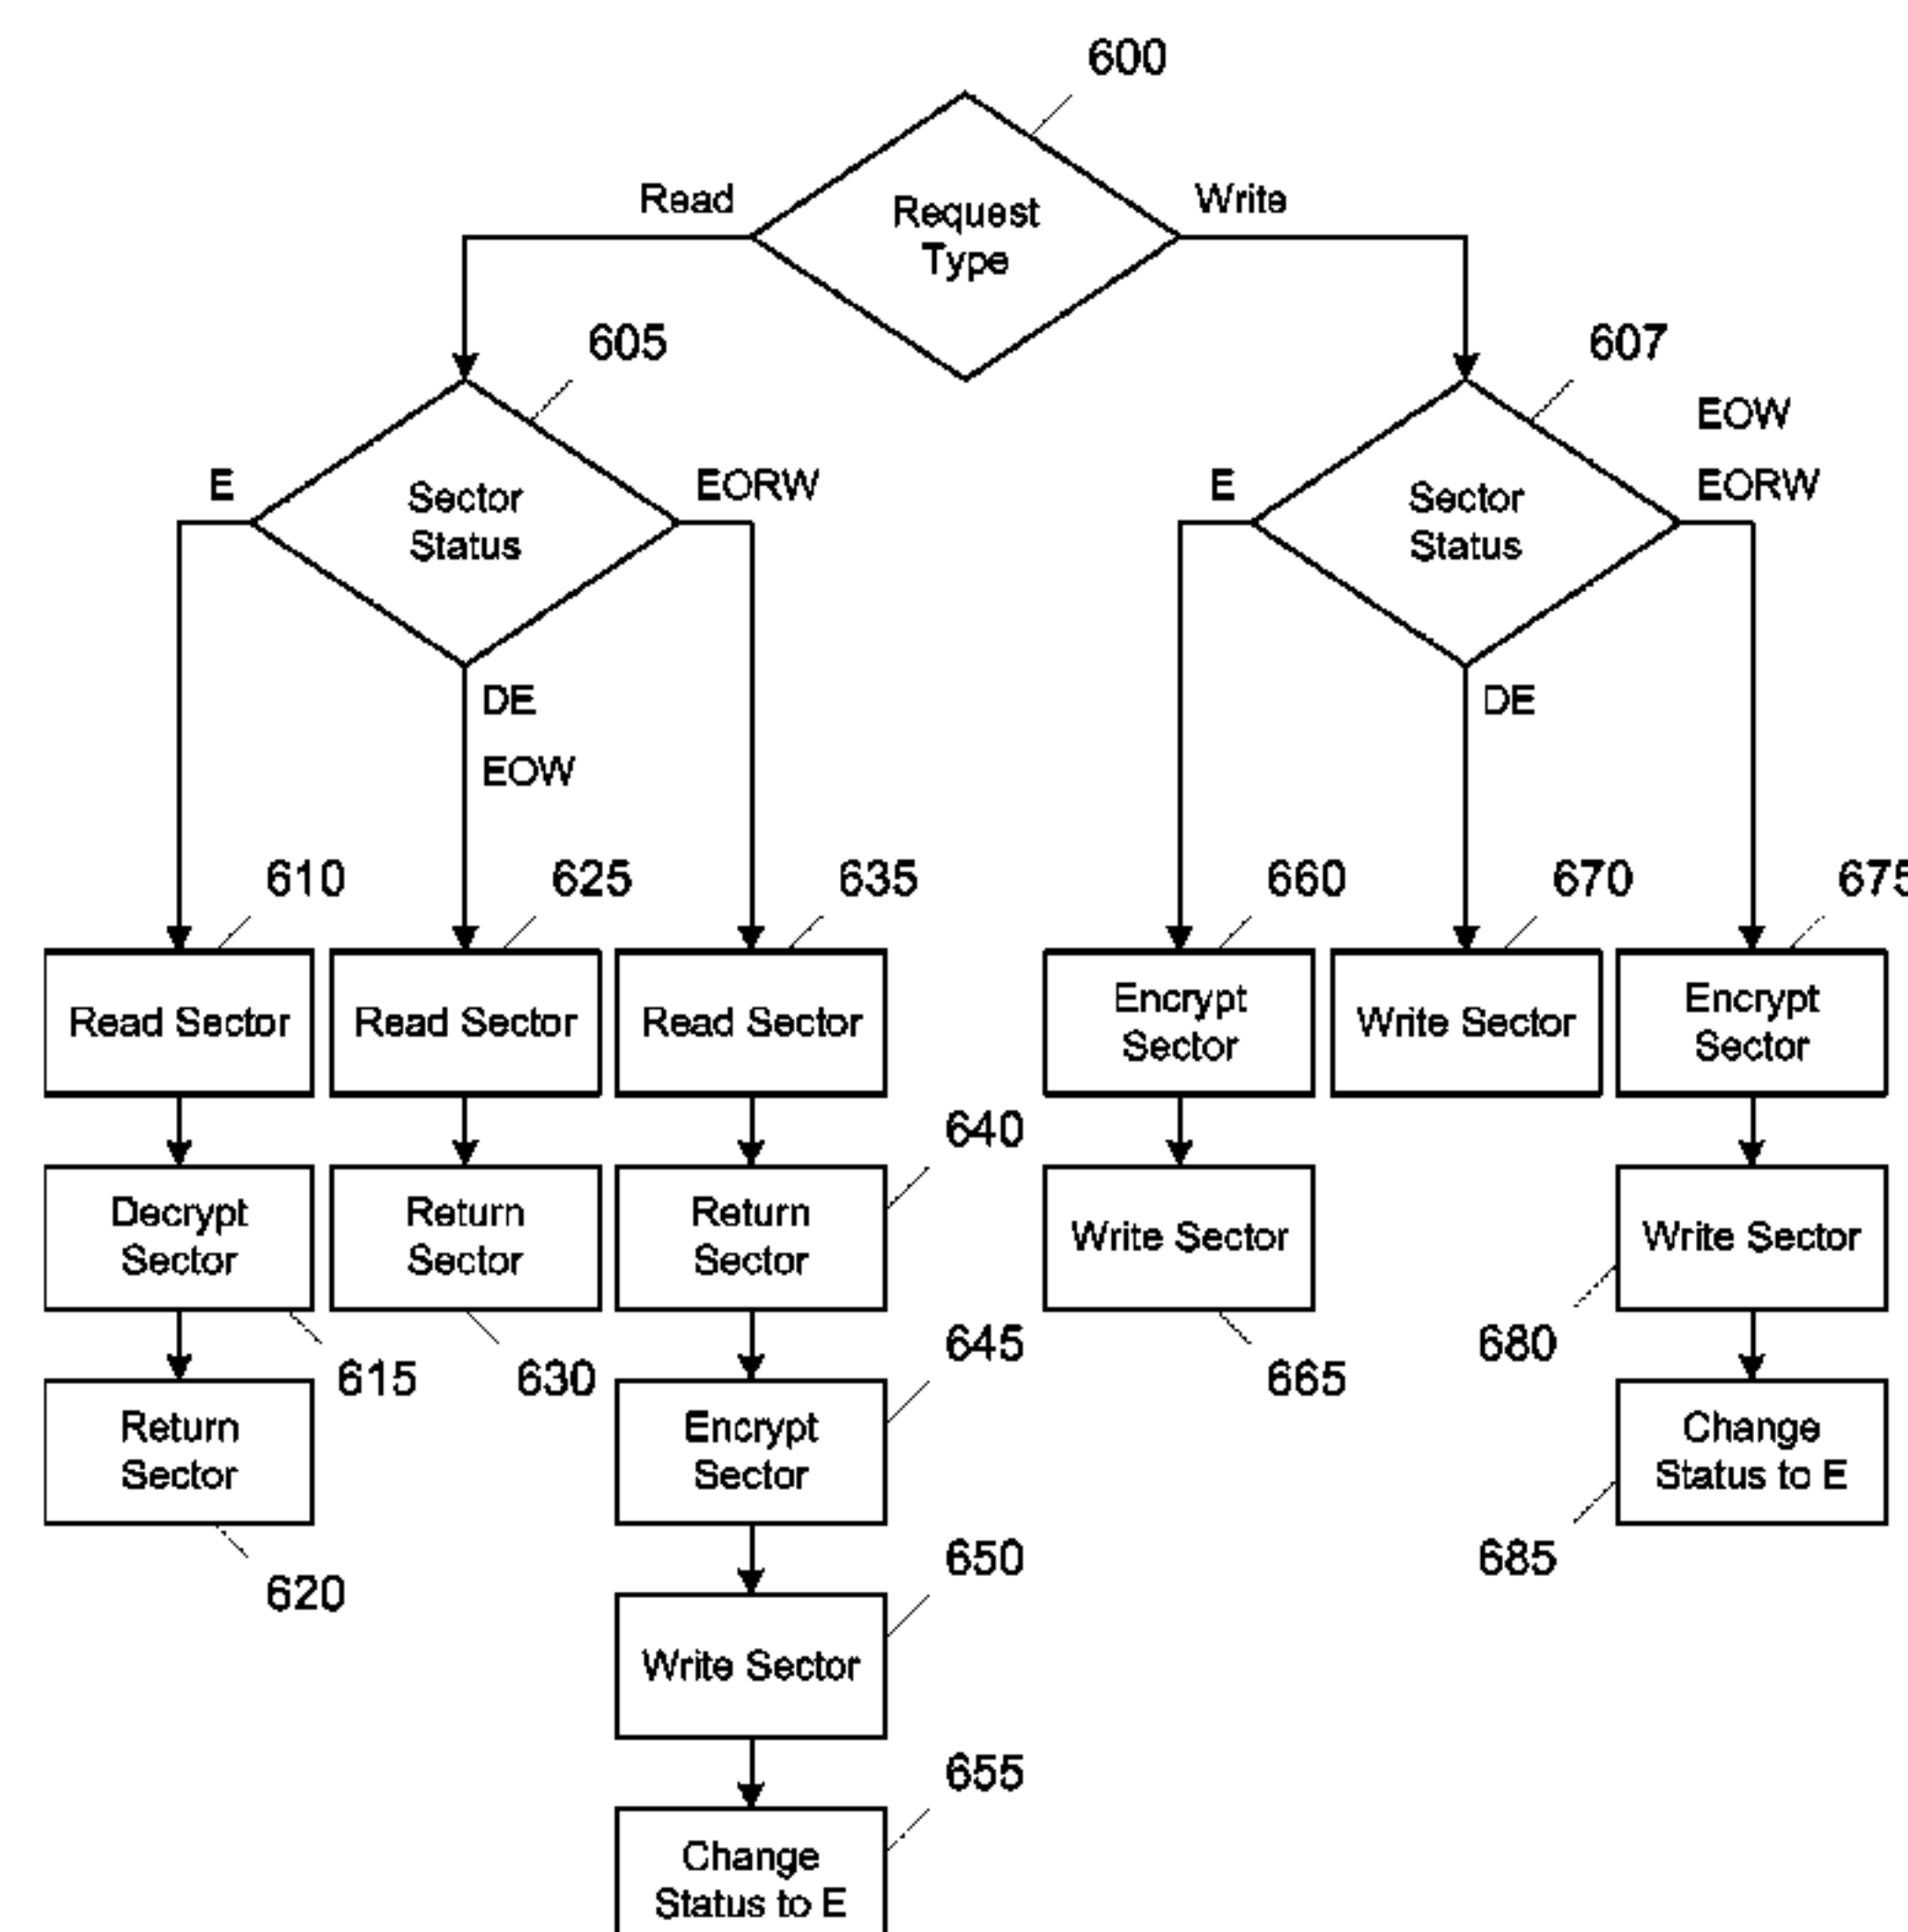 600
Read
Write
Request
Type
605
607
EOW
E
EORW
E
EORW
Sector
Status
Sector
Status
DE
DE
EOW
610
625
635
660
670
675
Read Sector
Read Sector
Read Sector
Encrypt
Sector
Write Sector
Encrypt
Sector
640
Decrypt
Sector
Return
Sector
Return
Sector
Write Sector
Write Sector
645
680
615
630
665
Return
Sector
Encrypt
Sector
Change
Status to E
650
685
620
Write Sector
655
Change
Status to E